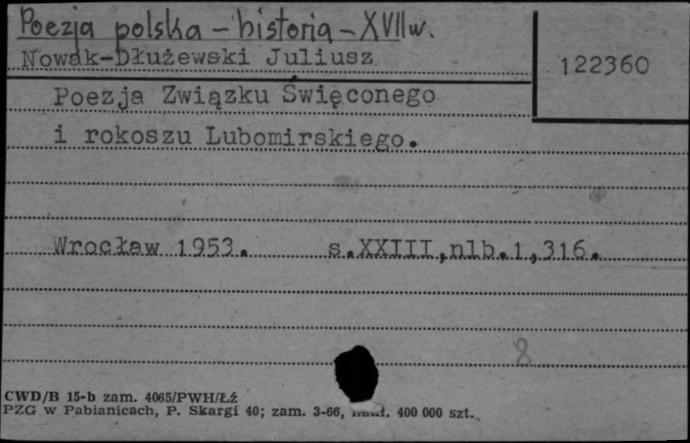 Poezja polska – historia – XVII w.
Nowak-Dłużewski Juliusz
122360
Poezja Związku Święconego
i rokoszu Lubomirskiego.
Wrocław 1953. s.XXIII,nlb.1,316.
8
CWD/B 15-b zam. 4065/PWH/Łź
PZG w Pabianicach, P. Skargi 40; zam. 3-66, 400 000 szt.